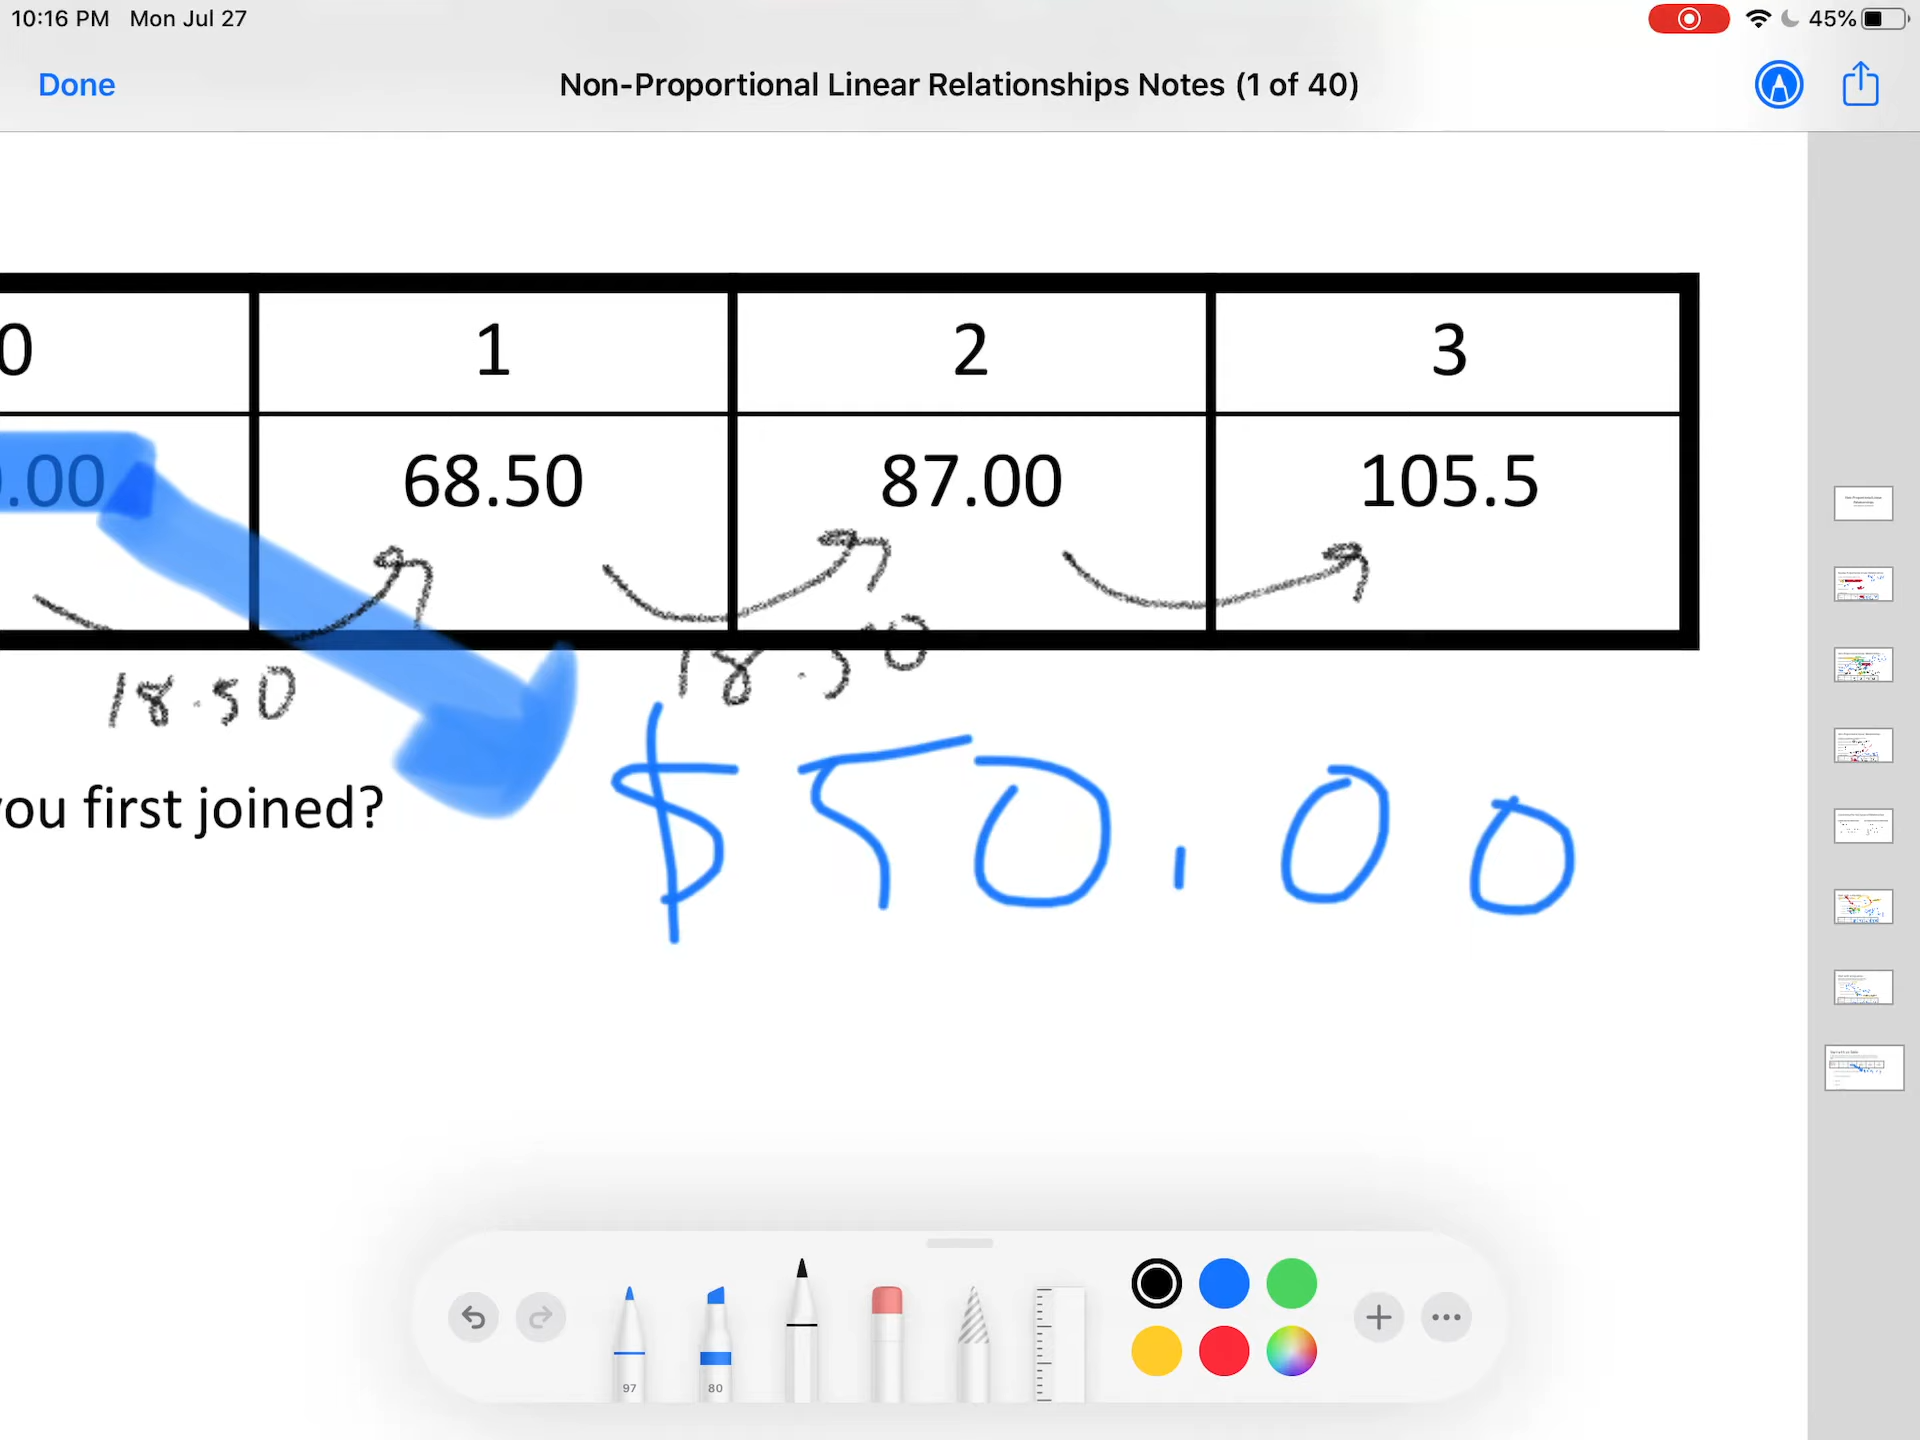 10:16 PM Mon Jul 27 45%
Done Non-Proportional Linear Relationships Notes (1 of 40)
0 1 2 3
.00 68.50 87.00 105.5
18.50 18.50
you first joined? $50.00
97 80